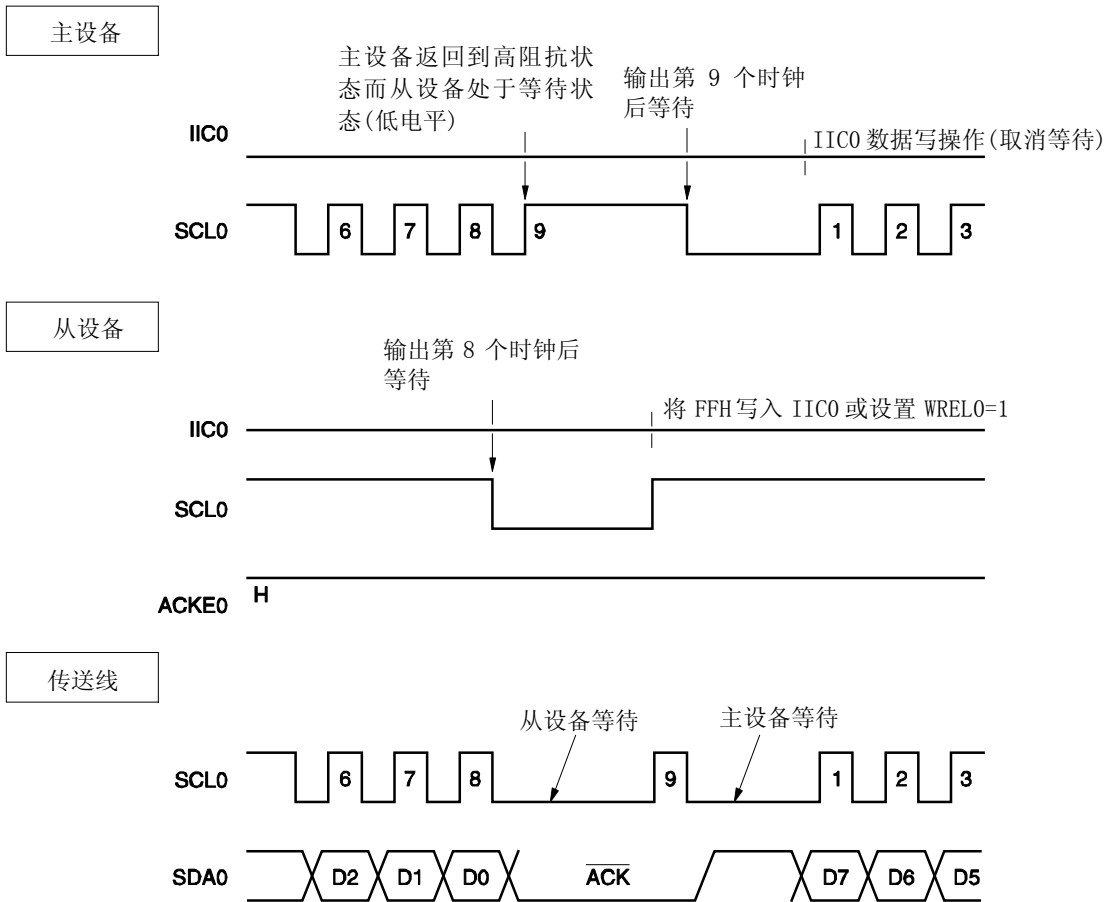 主设备
主设备返回到高阻抗状
态而从设备处于等待状
态(低电平)
输出第 9 个时钟
后等待
IIC0
IIC0 数据写操作(取消等待)
SCL0
6 7 8 9 1 2 3
从设备
输出第 8 个时钟后
等待
将 FFH 写入 IIC0 或设置 WREL0=1
IIC0
SCL0
ACKE0 H
传送线
从设备等待 主设备等待
SCL0 6 7 8 9 1 2 3
SDA0 D2 D1 D0 ACK D7 D6 D5